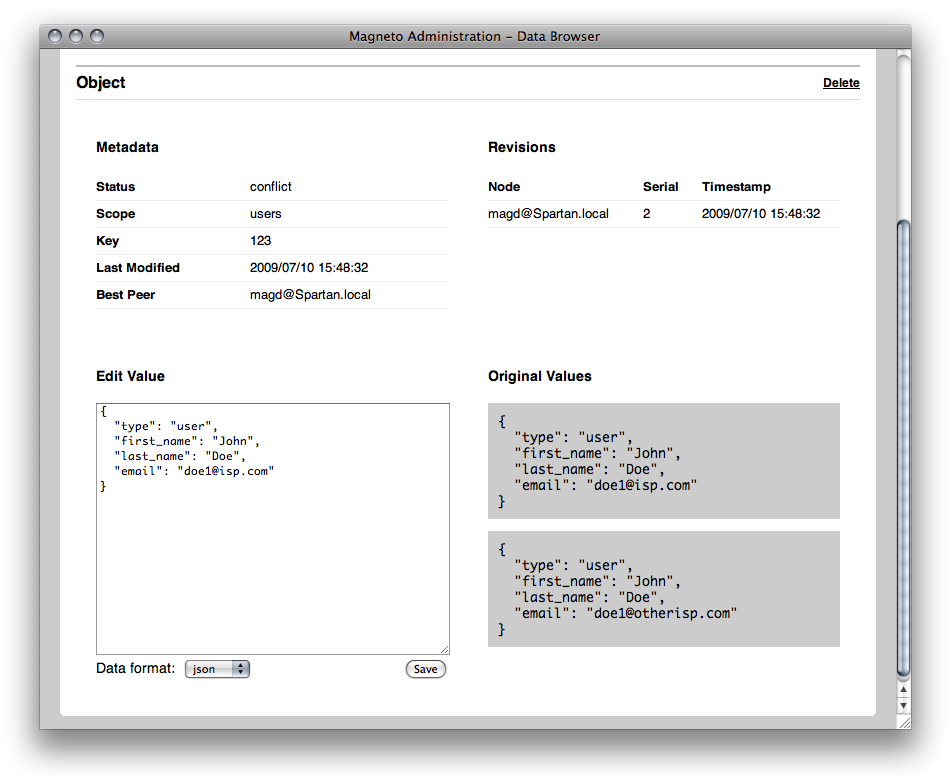 Magneto Administration – Data Browser
Object
Delete
Metadata
Status conflict
Scope users
Key 123
Last Modified 2009/07/10 15:48:32
Best Peer magd@Spartan.local
Revisions
Node Serial Timestamp
magd@Spartan.local 2 2009/07/10 15:48:32
Edit Value
{
"type": "user",
"first_name": "John",
"last_name": "Doe",
"email": "doe1@isp.com"
}
Data format: json
Save
Original Values
{
"type": "user",
"first_name": "John",
"last_name": "Doe",
"email": "doe1@isp.com"
}
{
"type": "user",
"first_name": "John",
"last_name": "Doe",
"email": "doe1@otherisp.com"
}